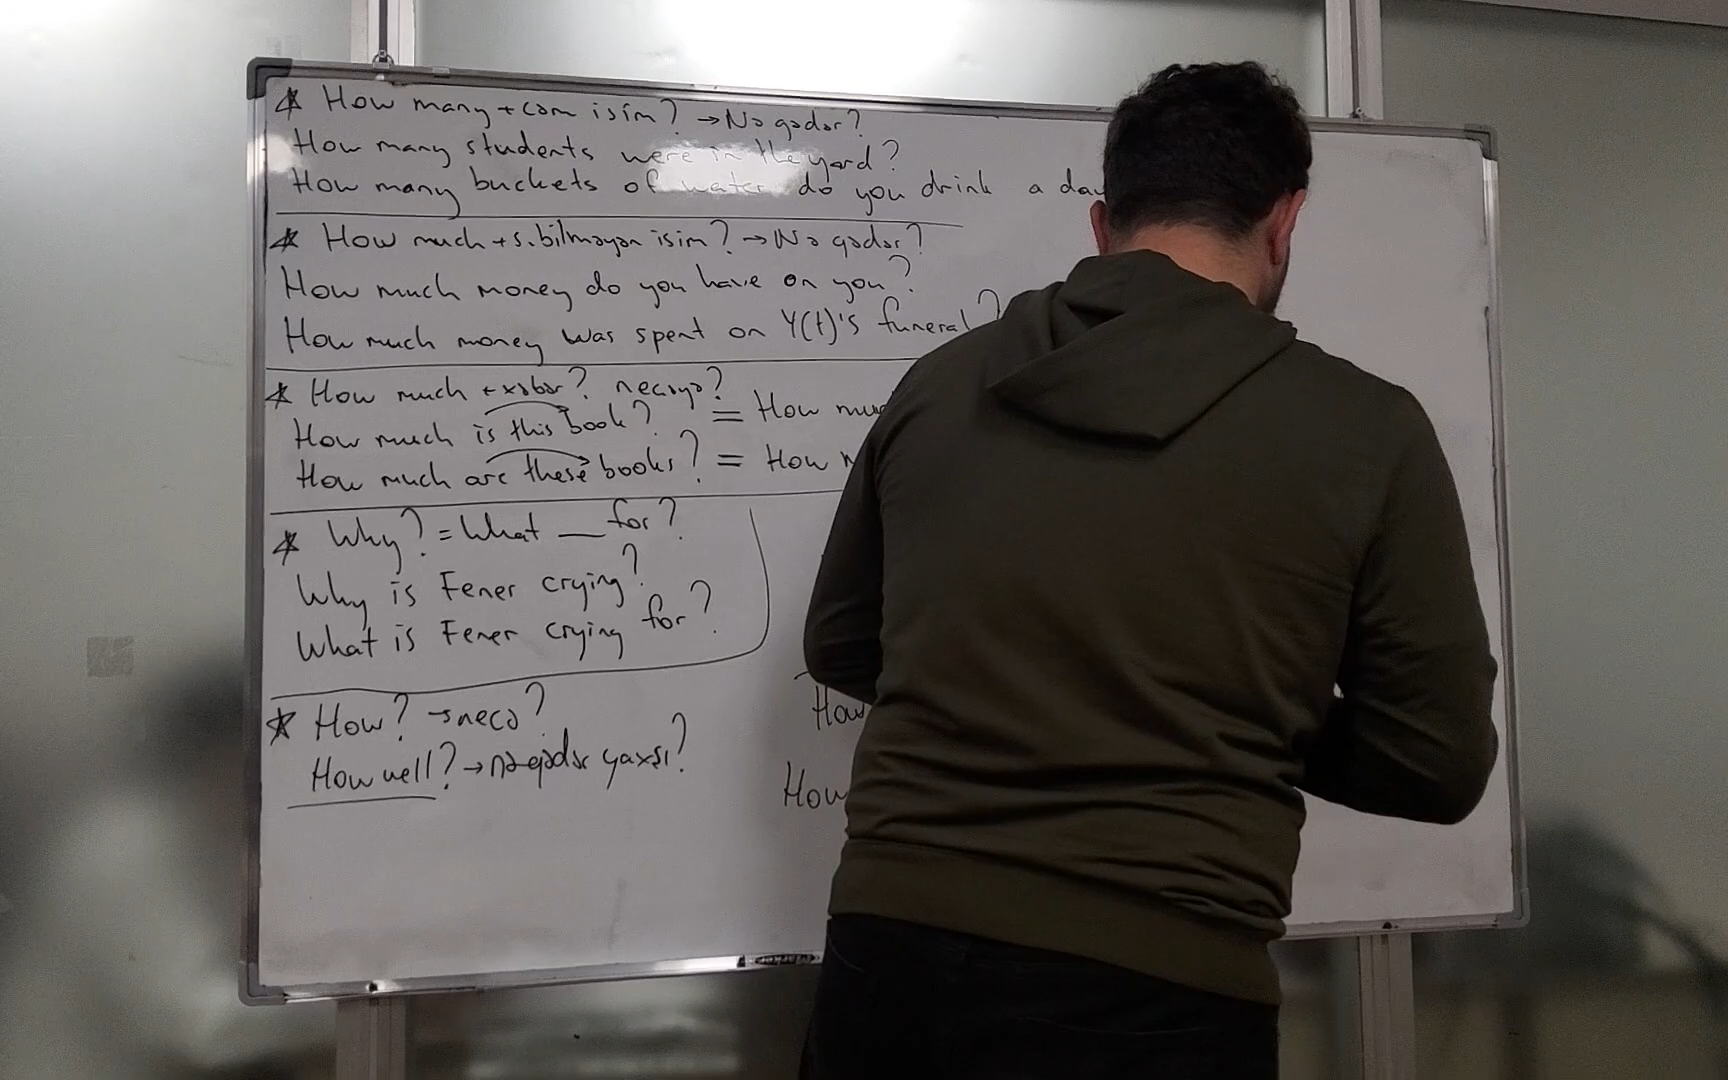 * How many + cəm isim? → Nə qədər?
How many students were in the yard?
How many buckets of water do you drink a day
* How much + s. bilməyən isim? → Nə qədər?
How much money do you have on you?
How much money was spent on Y(t)'s funeral?
* How much + xəbər? neçəyə?
How much is this book? = How muc
How much are these books? = How
* Why? = What __ for?
Why is Fener crying?
What is Fener crying for?
* How? → necə?
How well? → nə qədər yaxşı?
How
How